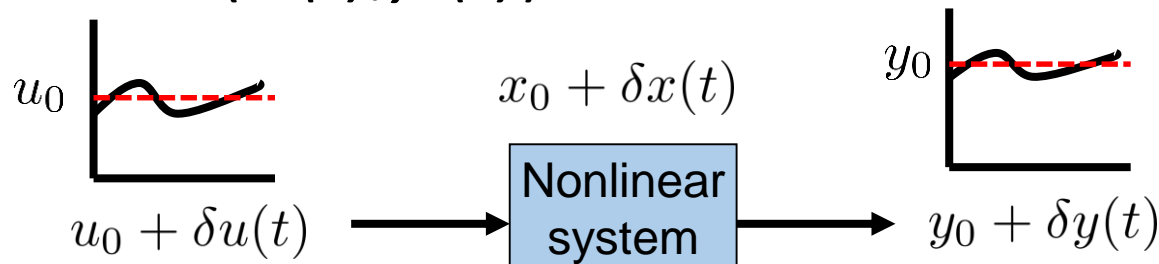 u₀
y₀
x₀ + δx(t)
Nonlinear
system
u₀ + δu(t)
y₀ + δy(t)